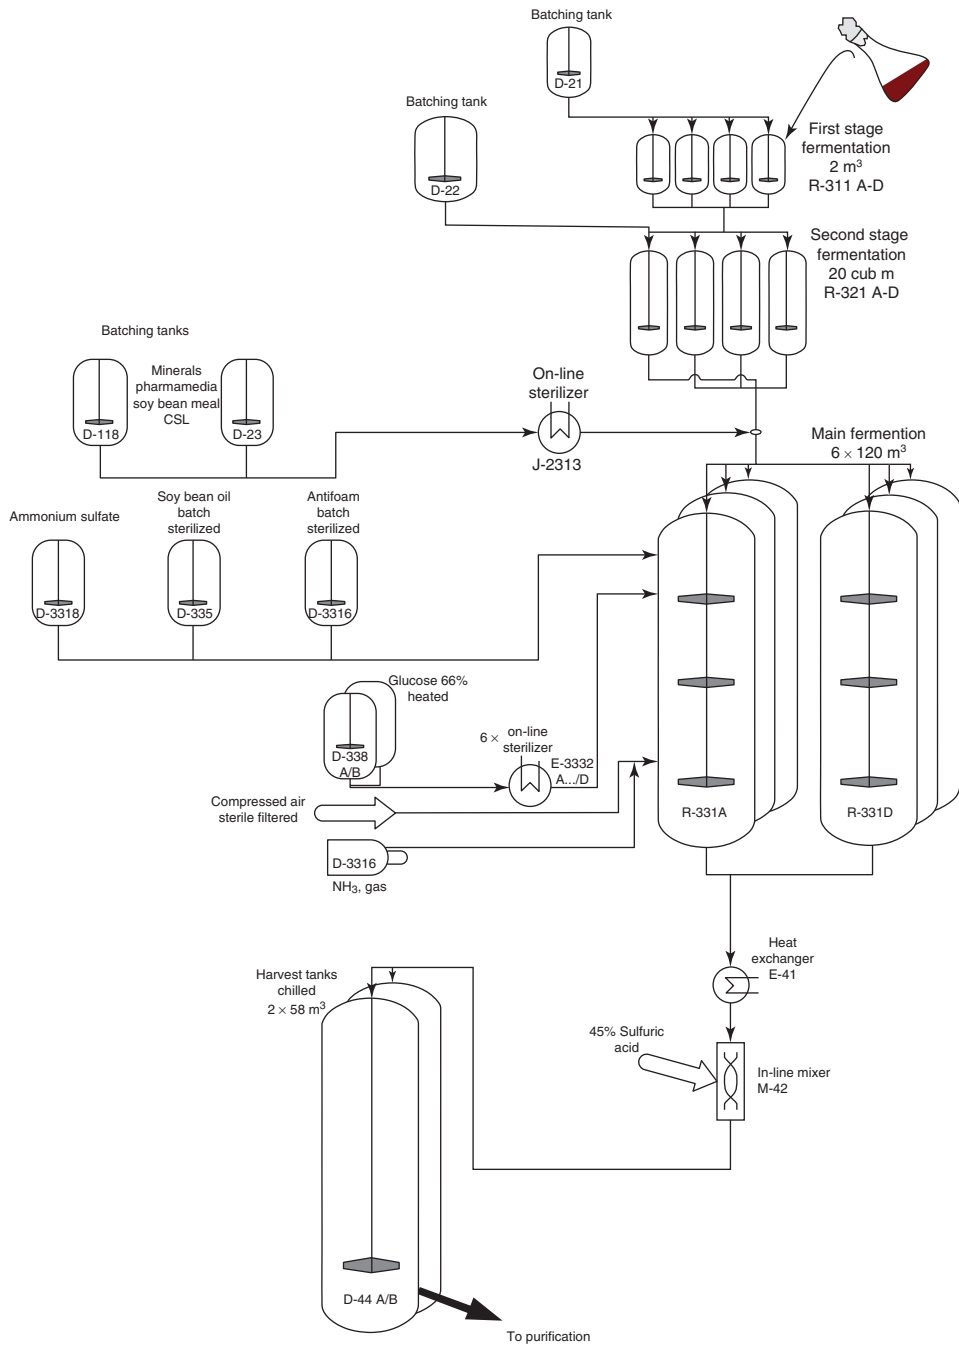 Batching tank
D-21
Batching tank
D-22
First stage
fermentation
2 m³
R-311 A-D
Second stage
fermentation
20 cub m
R-321 A-D
Batching tanks
Minerals
pharmamedia
soy bean meal
CSL
D-118
D-23
On-line
sterilizer
J-2313
Main fermention
6 × 120 m³
Ammonium sulfate
Soy bean oil
batch
sterilized
Antifoam
batch
sterilized
D-3318
D-335
D-3316
Glucose 66%
heated
D-338
A/B
6 × on-line
sterilizer
E-3332
A.../D
Compressed air
sterile filtered
D-3316
NH₃, gas
R-331A
R-331D
Heat
exchanger
E-41
Harvest tanks
chilled
2 × 58 m³
45% Sulfuric
acid
In-line mixer
M-42
D-44 A/B
To purification